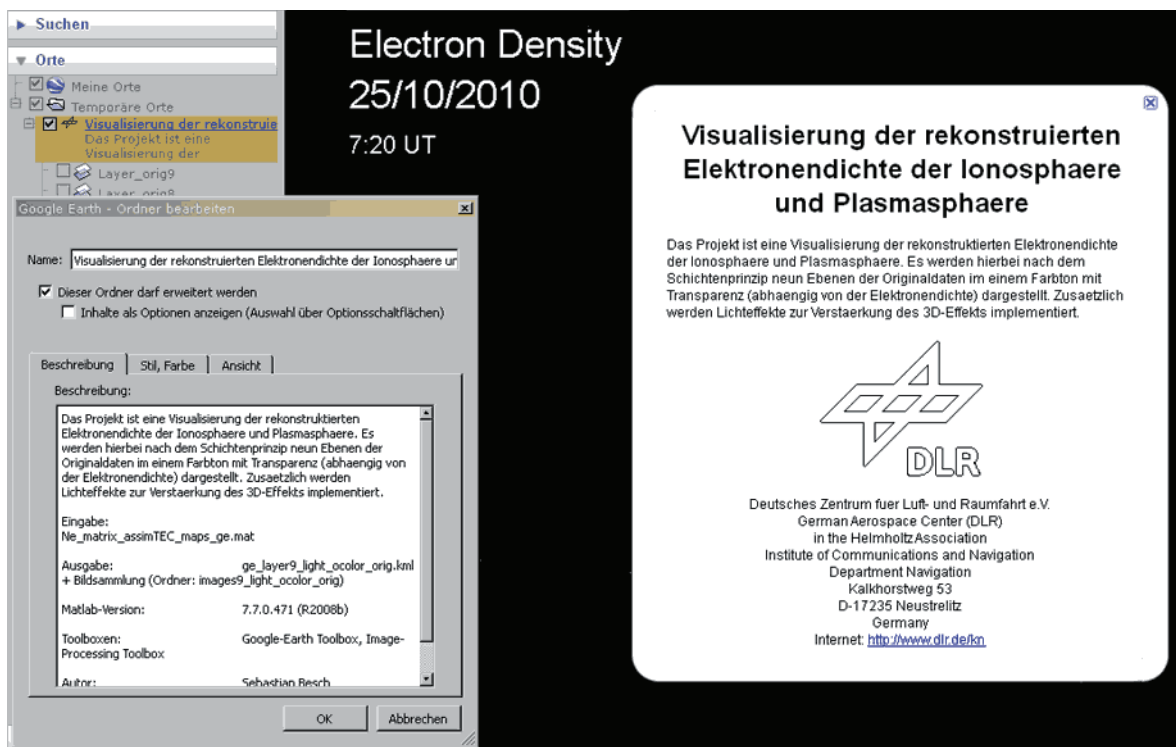 Suchen
Orte
Meine Orte
Temporäre Orte
Visualisierung der rekonstruie
Das Projekt ist eine
Visualisierung der
Layer_orig9
Layer_orig8
Electron Density
25/10/2010
7:20 UT
Google Earth - Ordner bearbeiten
Name: Visualisierung der rekonstruierten Elektronendichte der Ionosphaere ur
Dieser Ordner darf erweitert werden
Inhalte als Optionen anzeigen (Auswahl über Optionsschaltflächen)
Beschreibung Stil, Farbe Ansicht
Beschreibung:
Das Projekt ist eine Visualisierung der rekonstruktierten
Elektronendichte der Ionosphaere und Plasmasphaere. Es
werden hierbei nach dem Schichtenprinzip neun Ebenen der
Originaldaten im einem Farbton mit Transparenz (abhaengig von
der Elektronendichte) dargestellt. Zusaetzlich werden
Lichteffekte zur Verstaerkung des 3D-Effekts implementiert.
Eingabe:
Ne_matrix_assimTEC_maps_ge.mat
Ausgabe: ge_layer9_light_ocolor_orig.kml
+ Bildsammlung (Ordner: images9_light_ocolor_orig)
Matlab-Version: 7.7.0.471 (R2008b)
Toolboxen: Google-Earth Toolbox, Image-
Processing Toolbox
Autor: Sebastian Besch
OK Abbrechen
Visualisierung der rekonstruierten
Elektronendichte der Ionosphaere
und Plasmasphaere
Das Projekt ist eine Visualisierung der rekonstruktierten Elektronendichte
der Ionosphaere und Plasmasphaere. Es werden hierbei nach dem
Schichtenprinzip neun Ebenen der Originaldaten im einem Farbton mit
Transparenz (abhaengig von der Elektronendichte) dargestellt. Zusaetzlich
werden Lichteffekte zur Verstaerkung des 3D-Effekts implementiert.
DLR
Deutsches Zentrum fuer Luft- und Raumfahrt e.V.
German Aerospace Center (DLR)
in the Helmholtz Association
Institute of Communications and Navigation
Department Navigation
Kalkhorstweg 53
D-17235 Neustrelitz
Germany
Internet: http://www.dlr.de/kn